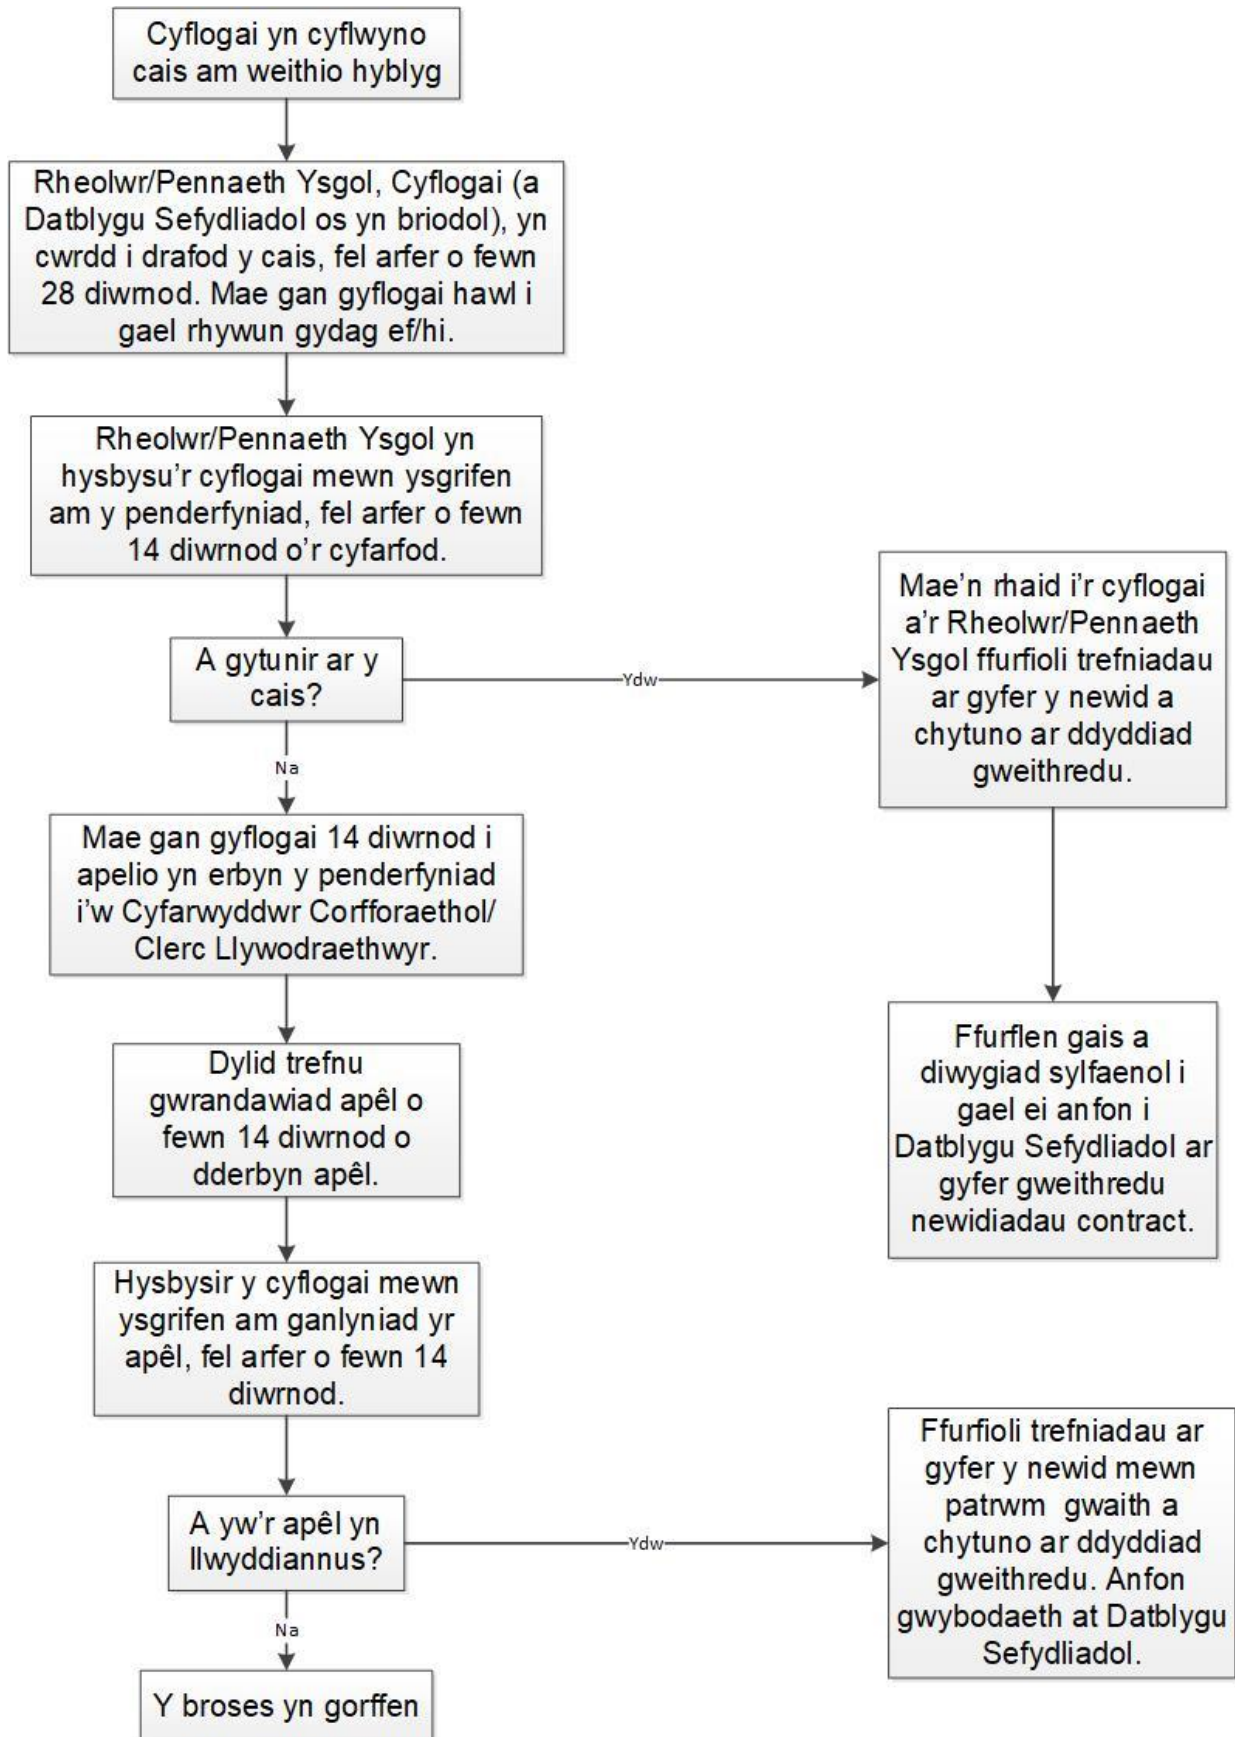 Cyflogai yn cyflwyno
cais am weithio hyblyg
Rheolwr/Pennaeth Ysgol, Cyflogai (a
Datblygu Sefydliadol os yn briodol), yn
cwrdd i drafod y cais, fel arfer o fewn
28 diwrnod. Mae gan gyflogai hawl i
gael rhywun gydag ef/hi.
Rheolwr/Pennaeth Ysgol yn
hysbysu’r cyflogai mewn ysgrifen
am y penderfyniad, fel arfer o fewn
14 diwrnod o’r cyfarfod.
A gytunir ar y
cais?
Ydw
Mae’n rhaid i’r cyflogai
a’r Rheolwr/Pennaeth
Ysgol ffurfioli trefniadau
ar gyfer y newid a
chytuno ar ddyddiad
gweithredu.
Ffurflen gais a
diwygiad sylfaenol i
gael ei anfon i
Datblygu Sefydliadol ar
gyfer gweithredu
newidiadau contract.
Na
Mae gan gyflogai 14 diwrnod i
apelio yn erbyn y penderfyniad
i’w Cyfarwyddwr Corfforaethol/
Clerc Llywodraethwyr.
Dylid trefnu
gwrandawiad apêl o
fewn 14 diwrnod o
dderbyn apêl.
Hysbysir y cyflogai mewn
ysgrifen am ganlyniad yr
apêl, fel arfer o fewn 14
diwrnod.
A yw’r apêl yn
llwyddiannus?
Ydw
Ffurfioli trefniadau ar
gyfer y newid mewn
patrwm gwaith a
chytuno ar ddyddiad
gweithredu. Anfon
gwybodaeth at Datblygu
Sefydliadol.
Na
Y broses yn gorffen